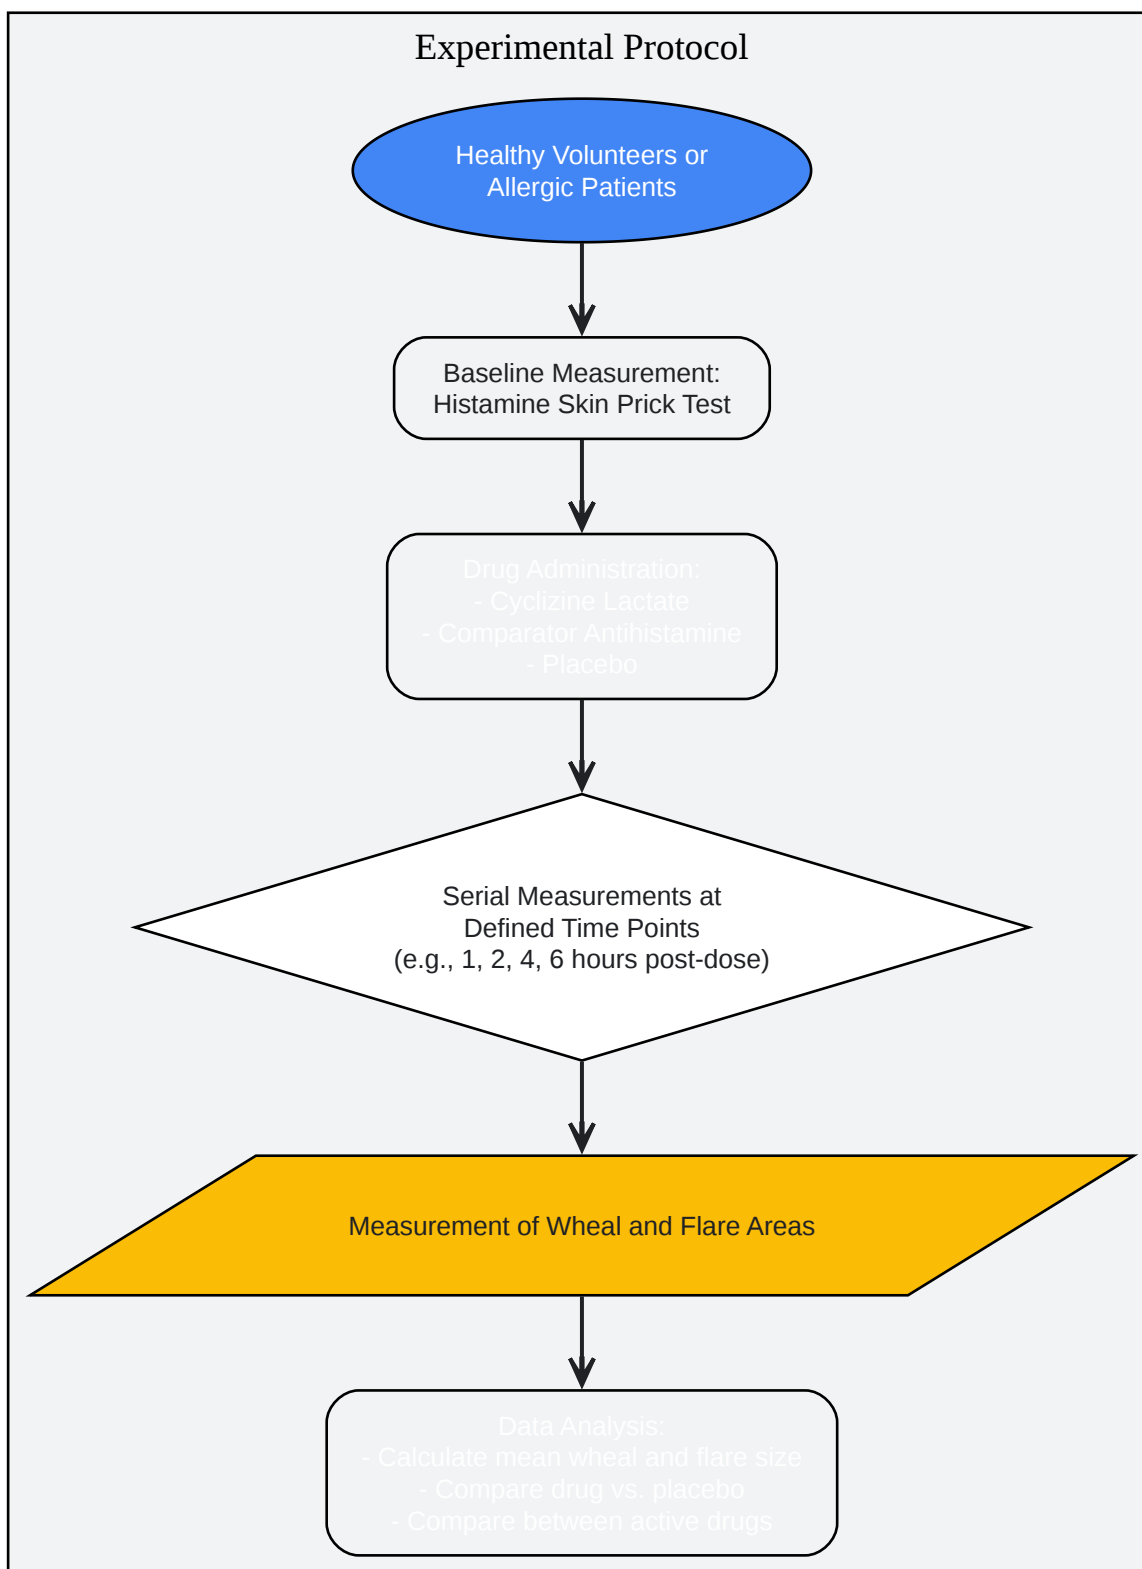 Experimental Protocol
Healthy Volunteers or
Allergic Patients
Baseline Measurement:
Histamine Skin Prick Test
Drug Administration:
- Cyclizine Lactate
- Comparator Antihistamine
- Placebo
Serial Measurements at
Defined Time Points
(e.g., 1, 2, 4, 6 hours post-dose)
Measurement of Wheal and Flare Areas
Data Analysis:
- Calculate mean wheal and flare size
- Compare drug vs. placebo
- Compare between active drugs